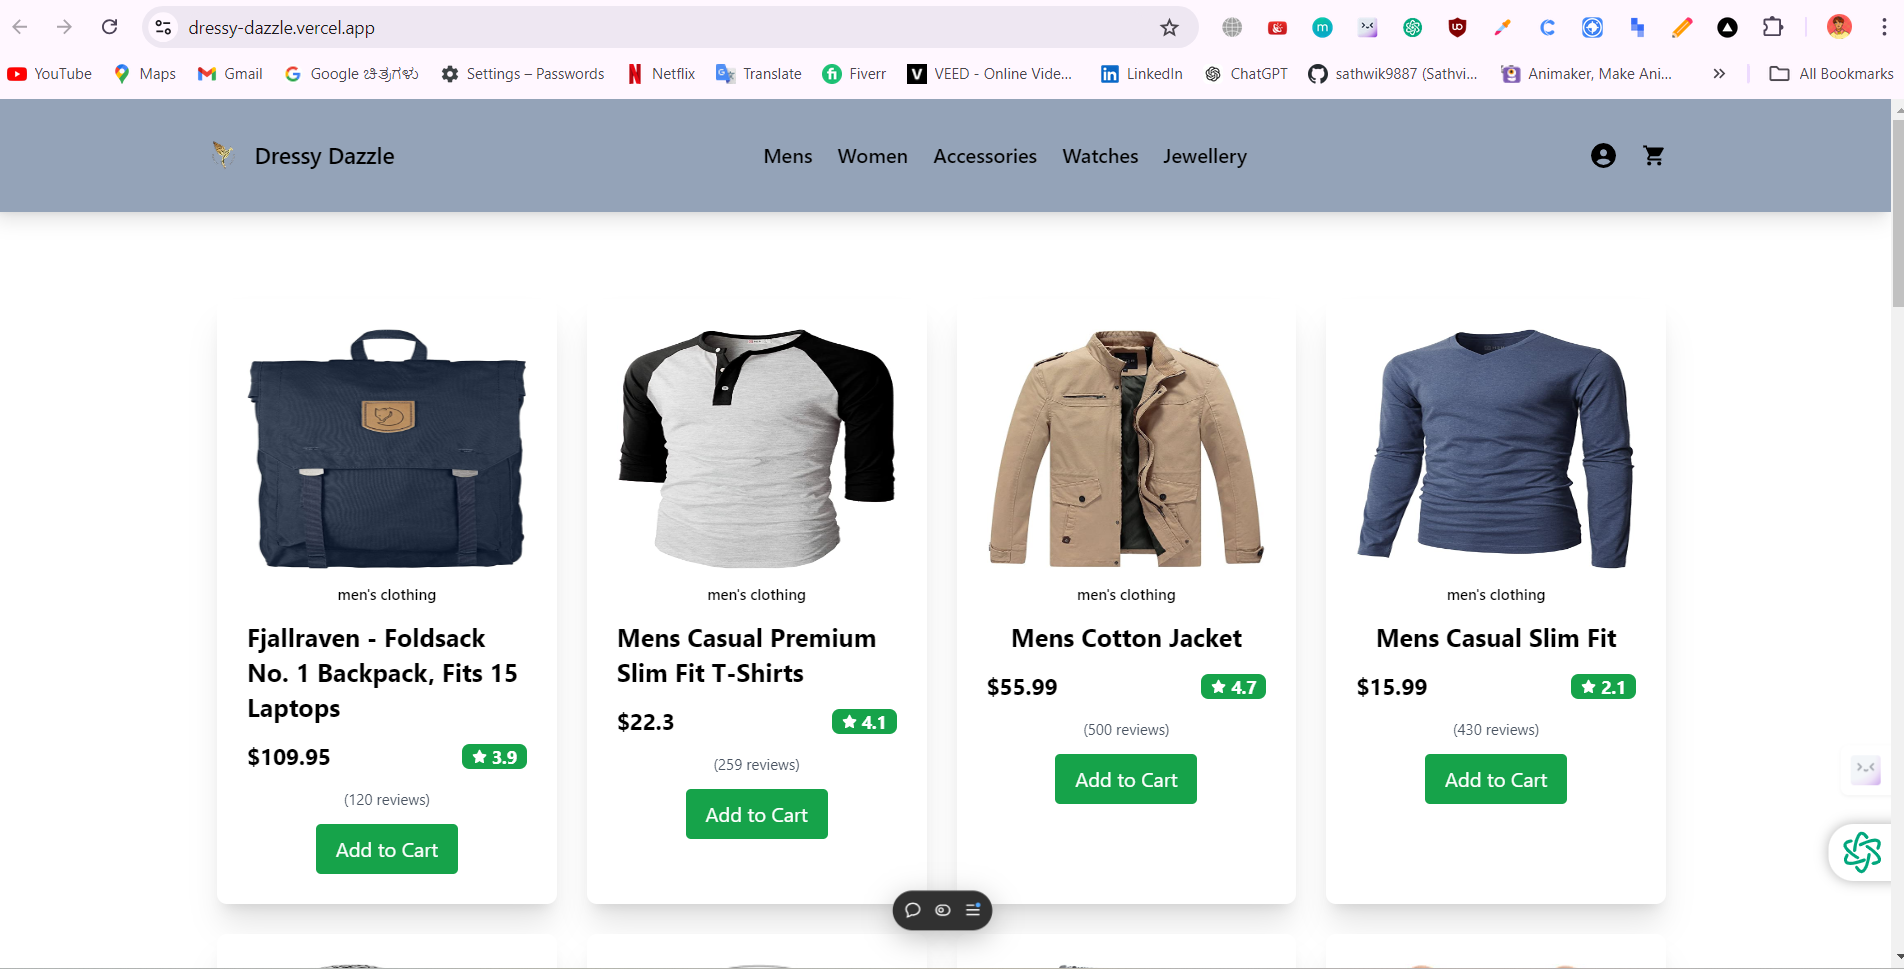 dressy-dazzle.vercel.app
YouTube Maps Gmail Google ಚಿತ್ರಗಳು Settings – Passwords Netflix Translate Fiverr VEED - Online Vide... LinkedIn ChatGPT sathwik9887 (Sathvi... Animaker, Make Ani... All Bookmarks
Dressy Dazzle Mens Women Accessories Watches Jewellery
men's clothing
Fjallraven - Foldsack
No. 1 Backpack, Fits 15
Laptops
$109.95 3.9
(120 reviews)
Add to Cart
men's clothing
Mens Casual Premium
Slim Fit T-Shirts
$22.3 4.1
(259 reviews)
Add to Cart
men's clothing
Mens Cotton Jacket
$55.99 4.7
(500 reviews)
Add to Cart
men's clothing
Mens Casual Slim Fit
$15.99 2.1
(430 reviews)
Add to Cart